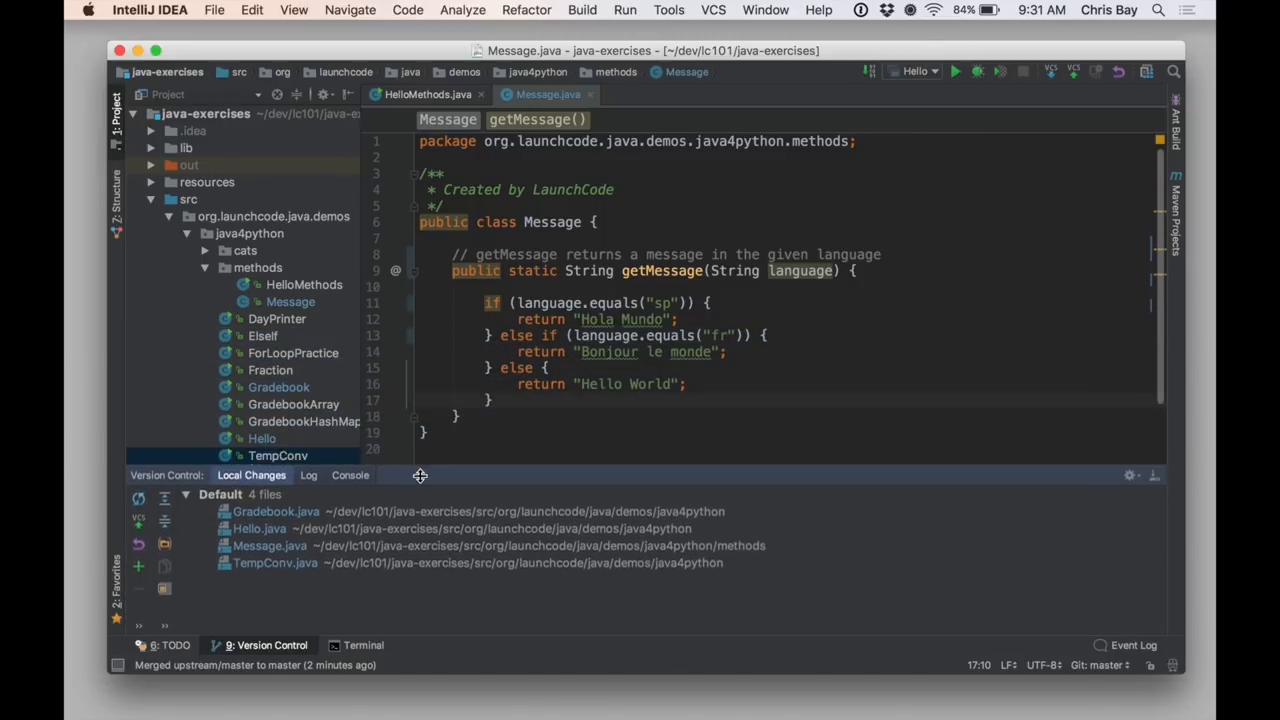 IntelliJ IDEA File Edit View Navigate Code Analyze Refactor Build Run Tools VCS Window Help 84% 9:31 AM Chris Bay
Message.java - java-exercises - [~/dev/lc101/java-exercises]
java-exercises src org launchcode java demos java4python methods Message Hello VCS VCS
Project HelloMethods.java Message.java
1: Project
7: Structure
2: Favorites
java-exercises ~/dev/lc101/java-ex
.idea
lib
out
resources
src
org.launchcode.java.demos
java4python
cats
methods
HelloMethods
Message
DayPrinter
ElseIf
ForLoopPractice
Fraction
Gradebook
GradebookArray
GradebookHashMap
Hello
TempConv
Message getMessage()
1 package org.launchcode.java.demos.java4python.methods;
2
3 /**
4 * Created by LaunchCode
5 */
6 public class Message {
7
8 // getMessage returns a message in the given language
9 @ public static String getMessage(String language) {
10
11 if (language.equals("sp")) {
12 return "Hola Mundo";
13 } else if (language.equals("fr")) {
14 return "Bonjour le monde";
15 } else {
16 return "Hello World";
17 }
18 }
19 }
20
Ant Build
m Maven Projects
Version Control: Local Changes Log Console
VCS
Default 4 files
Gradebook.java ~/dev/lc101/java-exercises/src/org/launchcode/java/demos/java4python
Hello.java ~/dev/lc101/java-exercises/src/org/launchcode/java/demos/java4python
Message.java ~/dev/lc101/java-exercises/src/org/launchcode/java/demos/java4python/methods
TempConv.java ~/dev/lc101/java-exercises/src/org/launchcode/java/demos/java4python
6: TODO 9: Version Control Terminal Event Log
Merged upstream/master to master (2 minutes ago) 17:10 LF UTF-8 Git: master